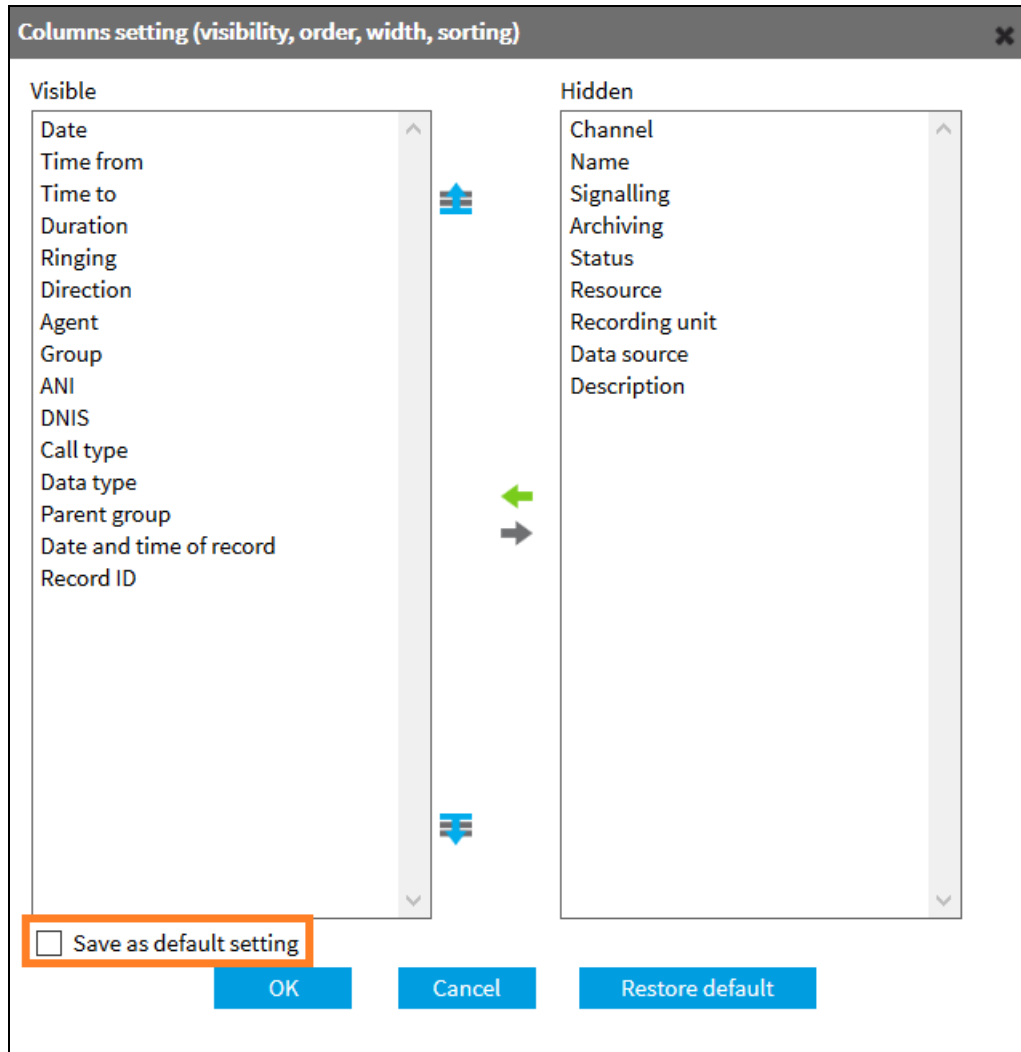 Columns setting (visibility, order, width, sorting)
Visible
Date
Time from
Time to
Duration
Ringing
Direction
Agent
Group
ANI
DNIS
Call type
Data type
Parent group
Date and time of record
Record ID
Hidden
Channel
Name
Signalling
Archiving
Status
Resource
Recording unit
Data source
Description
Save as default setting
OK
Cancel
Restore default